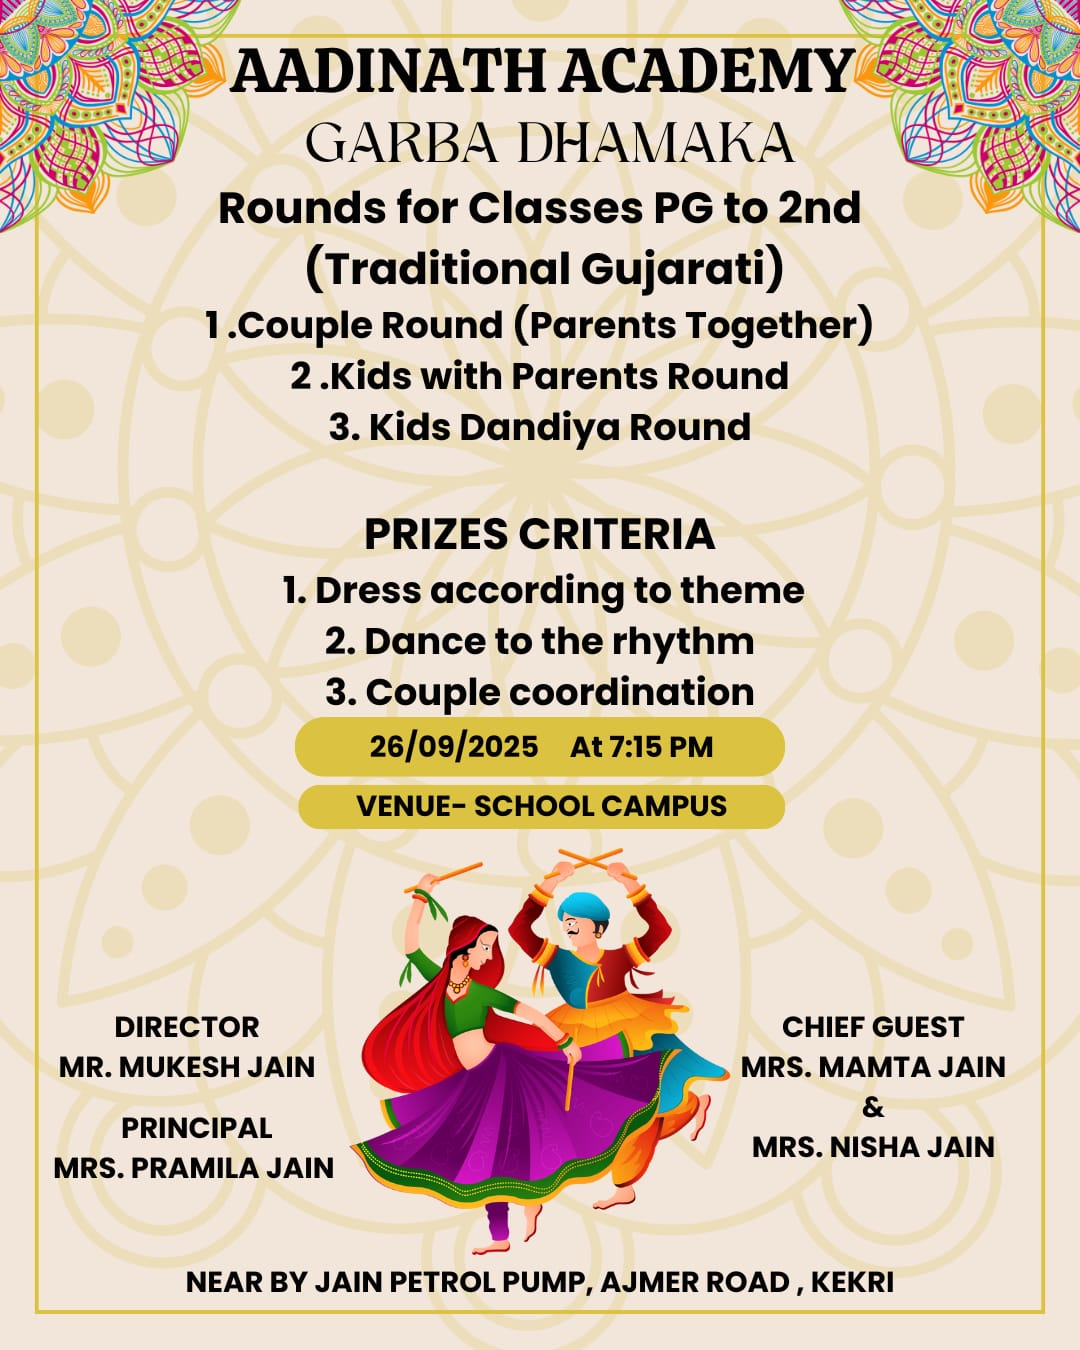 AADINATH ACADEMY
GARBA DHAMAKA
Rounds for Classes PG to 2nd
(Traditional Gujarati)
1 .Couple Round (Parents Together)
2 .Kids with Parents Round
3. Kids Dandiya Round
PRIZES CRITERIA
1. Dress according to theme
2. Dance to the rhythm
3. Couple coordination
26/09/2025 At 7:15 PM
VENUE- SCHOOL CAMPUS
DIRECTOR
MR. MUKESH JAIN
PRINCIPAL
MRS. PRAMILA JAIN
CHIEF GUEST
MRS. MAMTA JAIN
&
MRS. NISHA JAIN
NEAR BY JAIN PETROL PUMP, AJMER ROAD , KEKRI